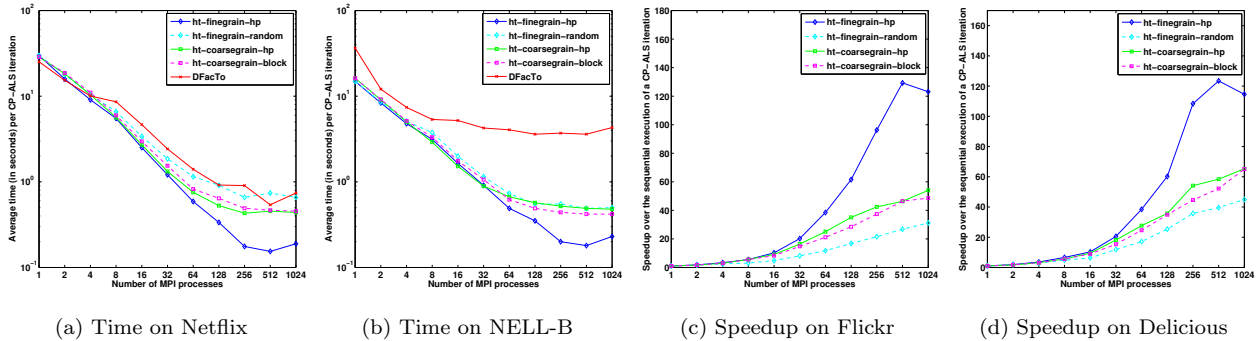 Average time (in seconds) per CP-ALS iteration
10^2
10^1
10^0
10^-1
1 2 4 8 16 32 64 128 256 512 1024
Number of MPI processes
ht-finegrain-hp
ht-finegrain-random
ht-coarsegrain-hp
ht-coarsegrain-block
DFacTo
(a) Time on Netflix
Average time (in seconds) per CP-ALS iteration
10^2
10^1
10^0
10^-1
1 2 4 8 16 32 64 128 256 512 1024
Number of MPI processes
ht-finegrain-hp
ht-finegrain-random
ht-coarsegrain-hp
ht-coarsegrain-block
DFacTo
(b) Time on NELL-B
Speedup over the sequential execution of a CP-ALS iteration
180
160
140
120
100
80
60
40
20
0
1 2 4 8 16 32 64 128 256 512 1024
Number of MPI processes
ht-finegrain-hp
ht-finegrain-random
ht-coarsegrain-hp
ht-coarsegrain-block
(c) Speedup on Flickr
Speedup over the sequential execution of a CP-ALS iteration
160
140
120
100
80
60
40
20
0
1 2 4 8 16 32 64 128 256 512 1024
Number of MPI processes
ht-finegrain-hp
ht-finegrain-random
ht-coarsegrain-hp
ht-coarsegrain-block
(d) Speedup on Delicious